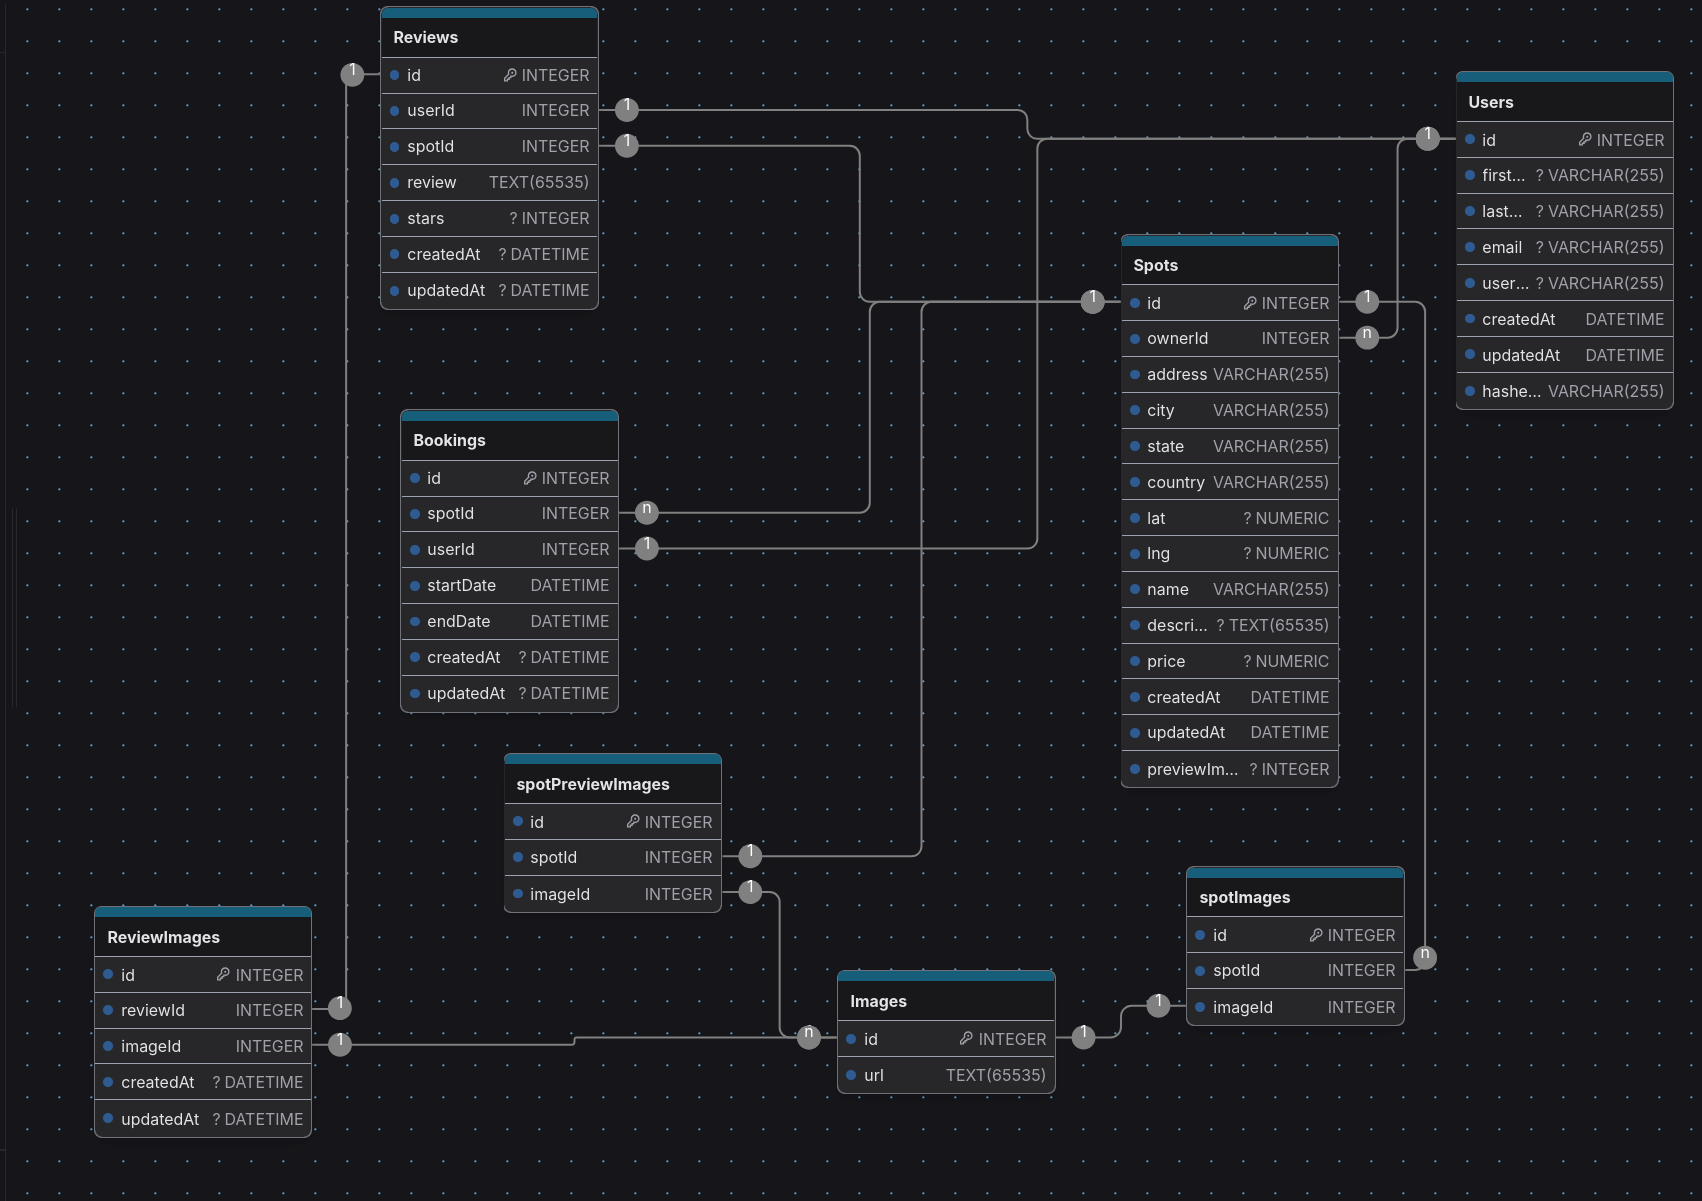 Reviews
id INTEGER
userId INTEGER
spotId INTEGER
review TEXT(65535)
stars ? INTEGER
createdAt ? DATETIME
updatedAt ? DATETIME
1
1
1
Users
id INTEGER
first... ? VARCHAR(255)
last... ? VARCHAR(255)
email ? VARCHAR(255)
user... ? VARCHAR(255)
createdAt DATETIME
updatedAt DATETIME
hashe... VARCHAR(255)
1
Spots
id INTEGER
ownerId INTEGER
address VARCHAR(255)
city VARCHAR(255)
state VARCHAR(255)
country VARCHAR(255)
lat ? NUMERIC
lng ? NUMERIC
name VARCHAR(255)
descri... ? TEXT(65535)
price ? NUMERIC
createdAt DATETIME
updatedAt DATETIME
previewIm... ? INTEGER
1
1
n
Bookings
id INTEGER
spotId INTEGER
userId INTEGER
startDate DATETIME
endDate DATETIME
createdAt ? DATETIME
updatedAt ? DATETIME
n
1
spotPreviewImages
id INTEGER
spotId INTEGER
imageId INTEGER
1
1
spotImages
id INTEGER
spotId INTEGER
imageId INTEGER
n
1
ReviewImages
id INTEGER
reviewId INTEGER
imageId INTEGER
createdAt ? DATETIME
updatedAt ? DATETIME
1
1
Images
id INTEGER
url TEXT(65535)
n
1